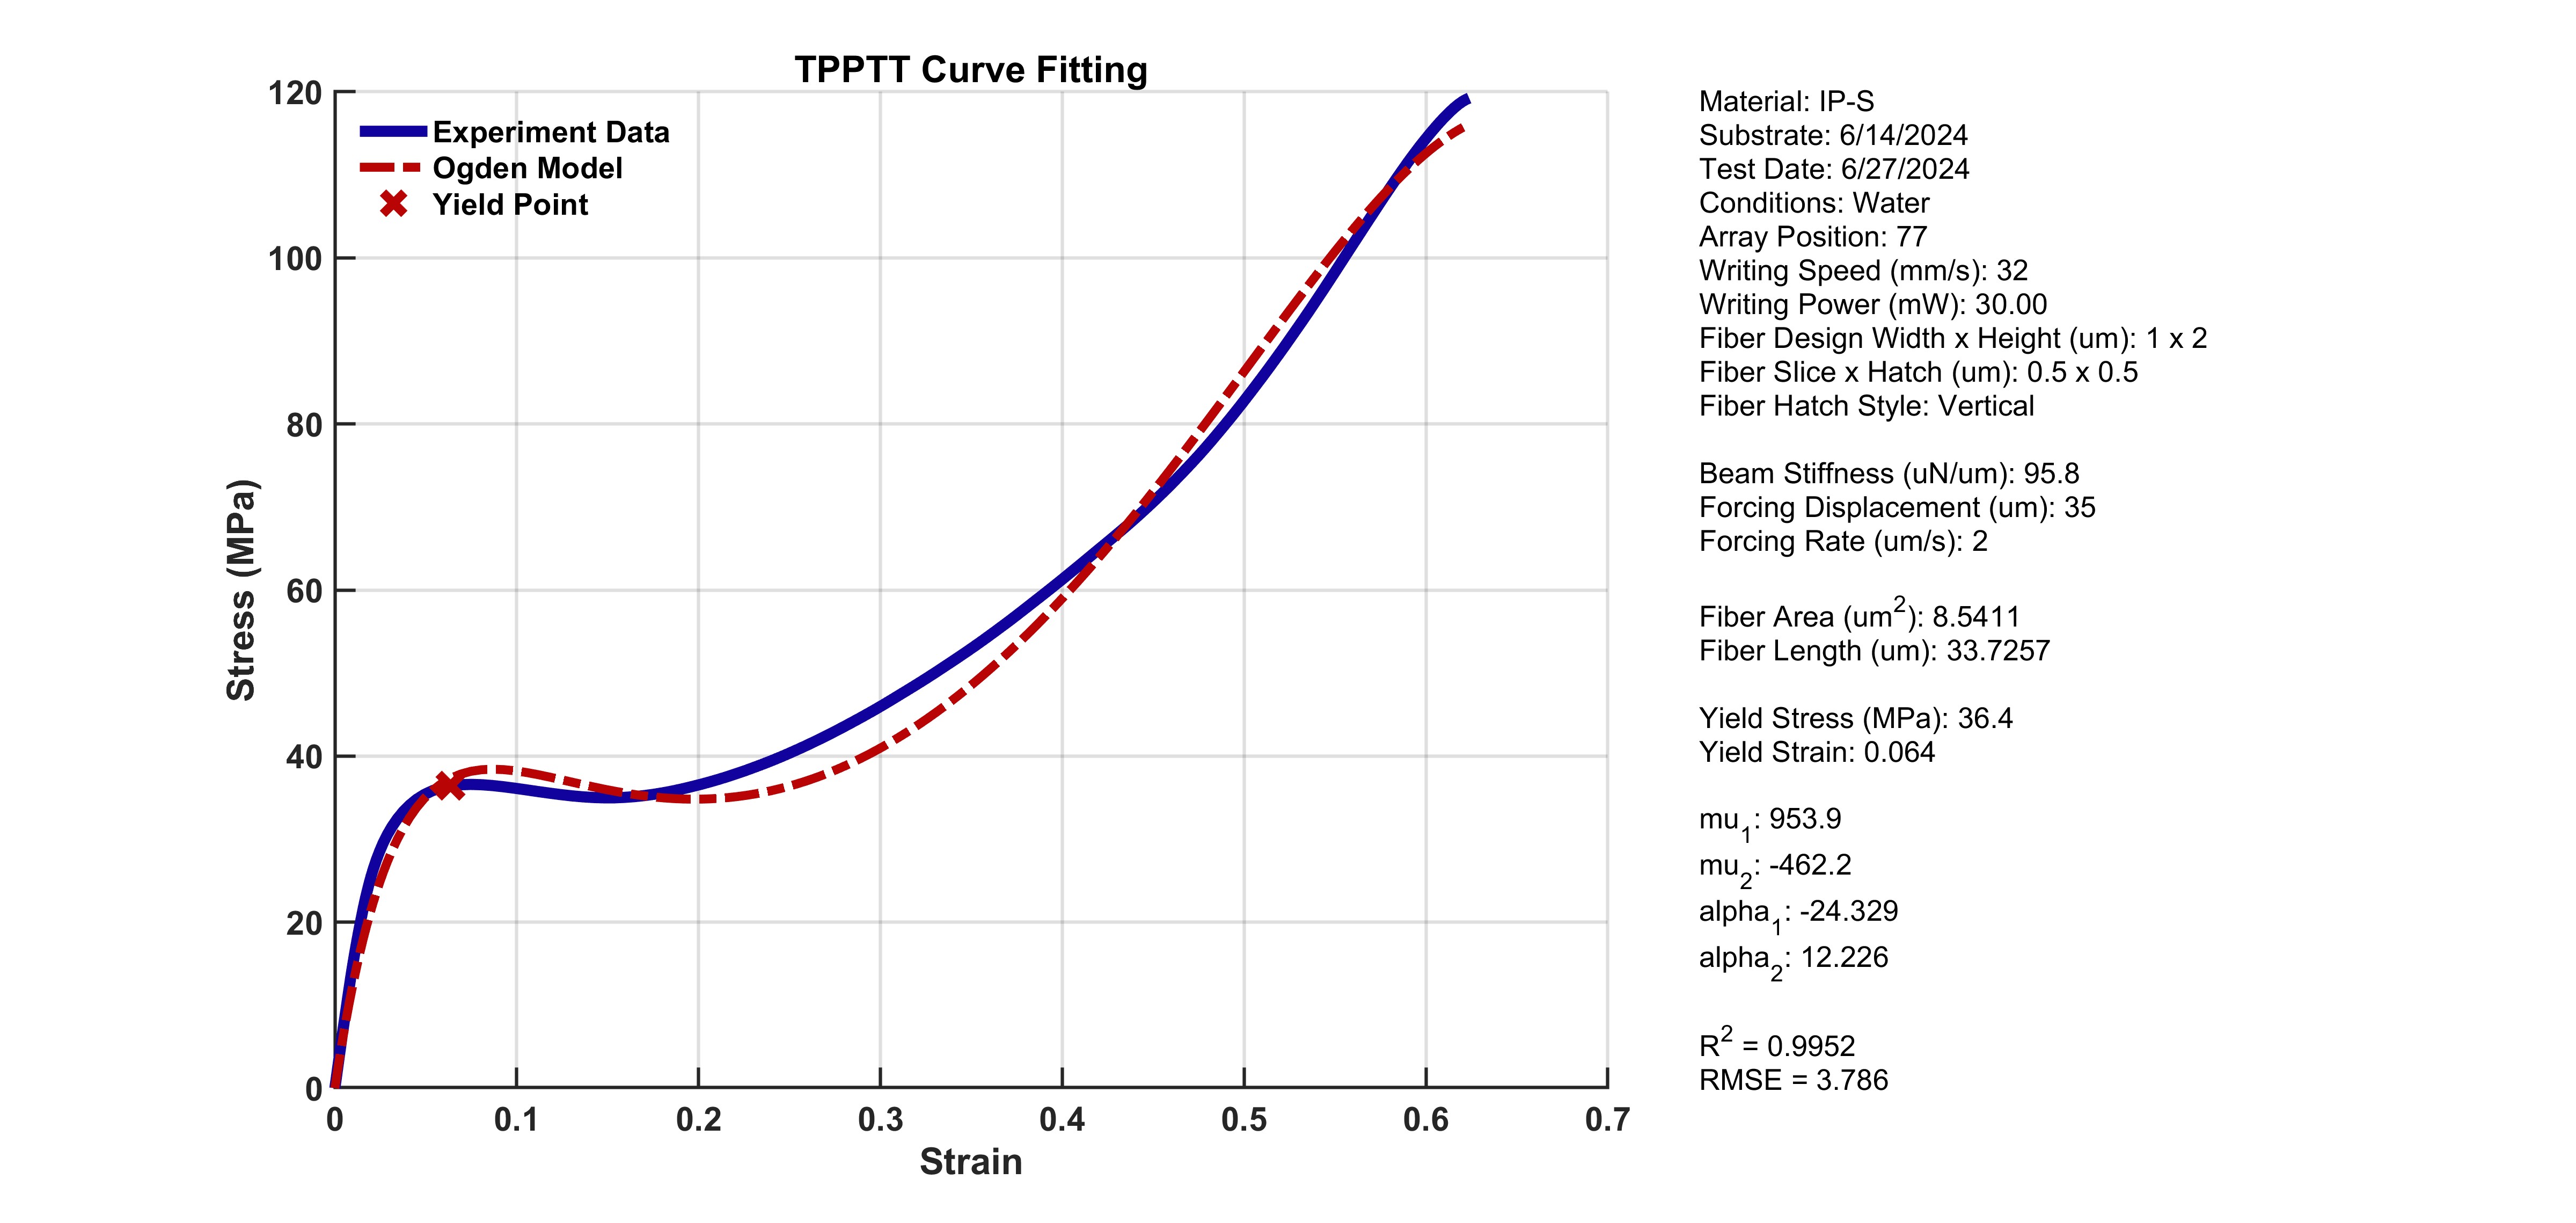 TPPTT Curve Fitting
Experiment Data
Ogden Model
Yield Point
120
100
80
60
40
20
0
Stress (MPa)
0
0.1
0.2
0.3
0.4
0.5
0.6
0.7
Strain
Material: IP-S
Substrate: 6/14/2024
Test Date: 6/27/2024
Conditions: Water
Array Position: 77
Writing Speed (mm/s): 32
Writing Power (mW): 30.00
Fiber Design Width x Height (um): 1 x 2
Fiber Slice x Hatch (um): 0.5 x 0.5
Fiber Hatch Style: Vertical
Beam Stiffness (uN/um): 95.8
Forcing Displacement (um): 35
Forcing Rate (um/s): 2
Fiber Area (um²): 8.5411
Fiber Length (um): 33.7257
Yield Stress (MPa): 36.4
Yield Strain: 0.064
mu₁: 953.9
mu₂: -462.2
alpha₁: -24.329
alpha₂: 12.226
R² = 0.9952
RMSE = 3.786